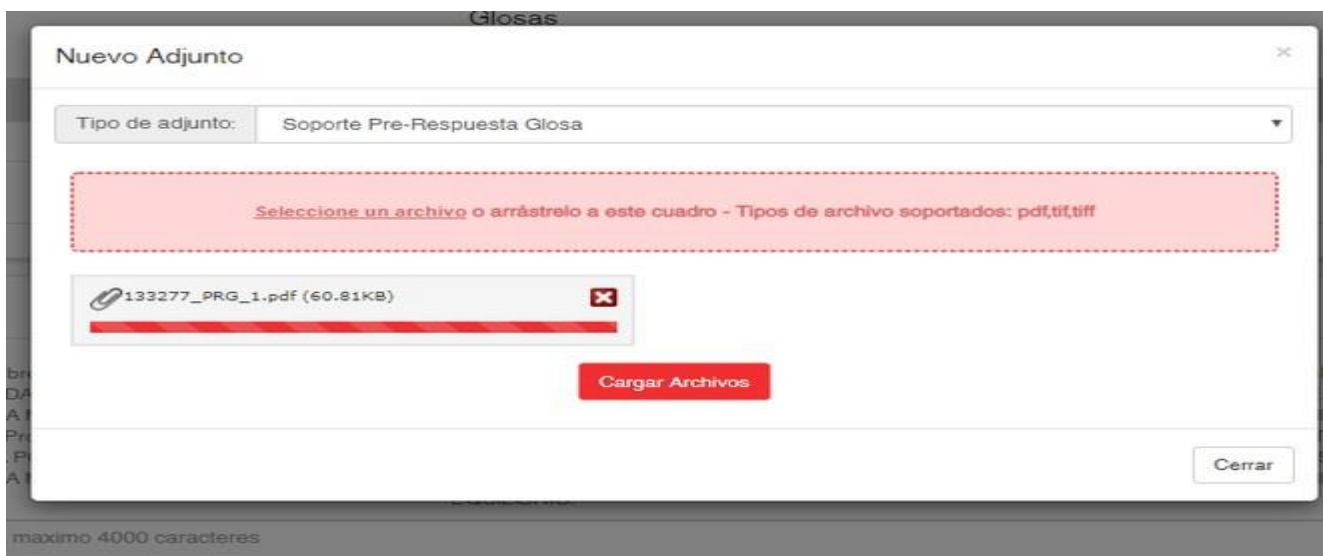 Glosas
Nuevo Adjunto
×
Tipo de adjunto: Soporte Pre-Respuesta Glosa
Seleccione un archivo o arrástrelo a este cuadro - Tipos de archivo soportados: pdf,tif,tiff
133277_PRG_1.pdf (60.81KB)
Cargar Archivos
Cerrar
maximo 4000 caracteres